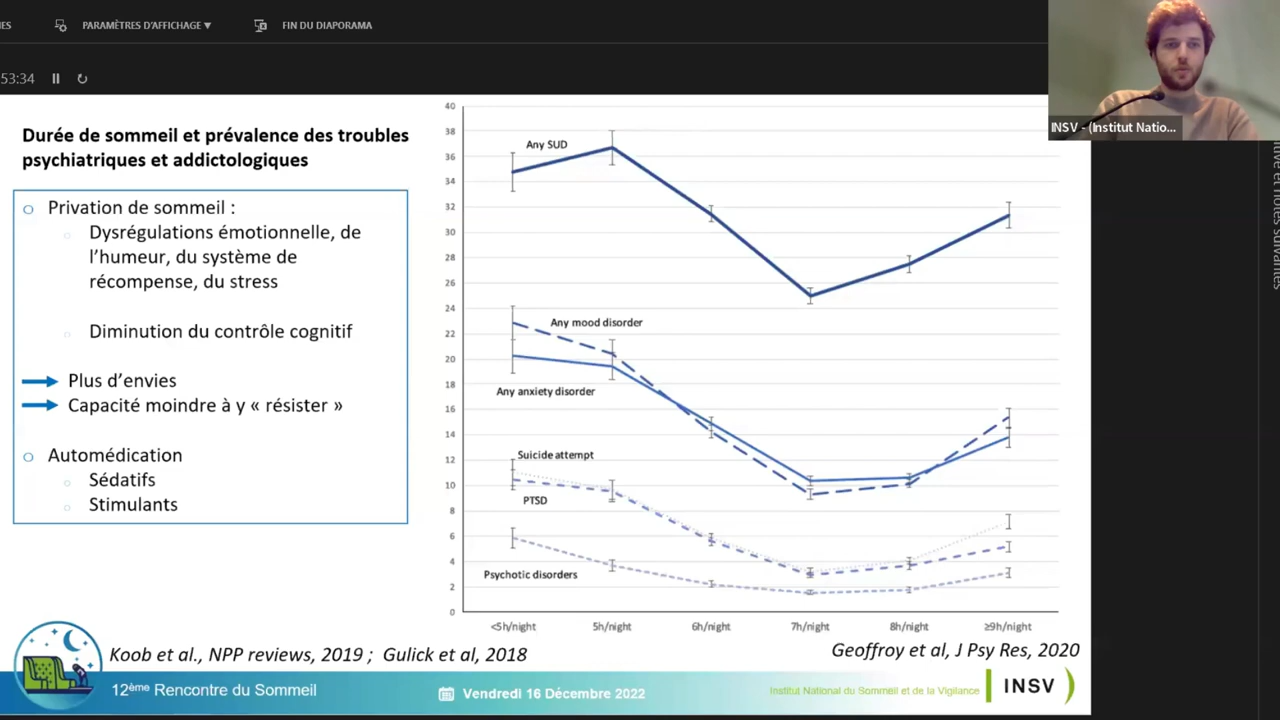 ES
PARAMÈTRES D'AFFICHAGE ▼
FIN DU DIAPORAMA
53:34
INSV - (Institut Natio...
Durée de sommeil et prévalence des troubles
psychiatriques et addictologiques
Privation de sommeil :
Dysrégulations émotionnelle, de
l'humeur, du système de
récompense, du stress
Diminution du contrôle cognitif
Plus d'envies
Capacité moindre à y « résister »
Automédication
Sédatifs
Stimulants
40
38
36
34
32
30
28
26
24
22
20
18
16
14
12
10
8
6
4
2
0
Any SUD
Any mood disorder
Any anxiety disorder
Suicide attempt
PTSD
Psychotic disorders
<5h/night
5h/night
6h/night
7h/night
8h/night
≥9h/night
Koob et al., NPP reviews, 2019 ; Gulick et al, 2018
Geoffroy et al, J Psy Res, 2020
12ème Rencontre du Sommeil
Vendredi 16 Décembre 2022
Institut National du Sommeil et de la Vigilance
INSV
et notes suivantes